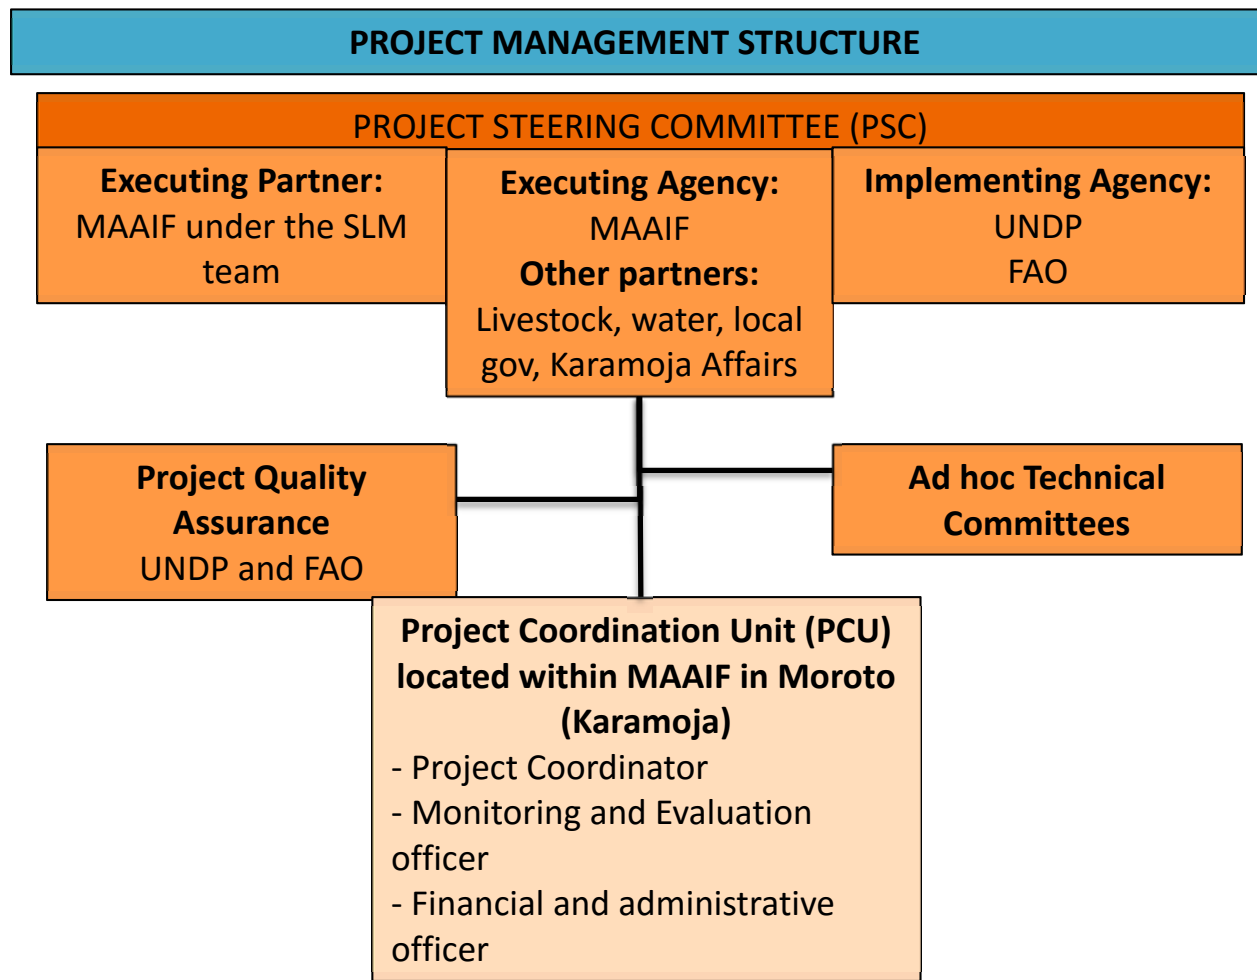 PROJECT MANAGEMENT STRUCTURE
PROJECT STEERING COMMITTEE (PSC)
Executing Partner:
MAAIF under the SLM
team
Executing Agency:
MAAIF
Other partners:
Livestock, water, local
gov, Karamoja Affairs
Implementing Agency:
UNDP
FAO
Project Quality
Assurance
UNDP and FAO
Ad hoc Technical
Committees
Project Coordination Unit (PCU)
located within MAAIF in Moroto
(Karamoja)
- Project Coordinator
- Monitoring and Evaluation
officer
- Financial and administrative
officer